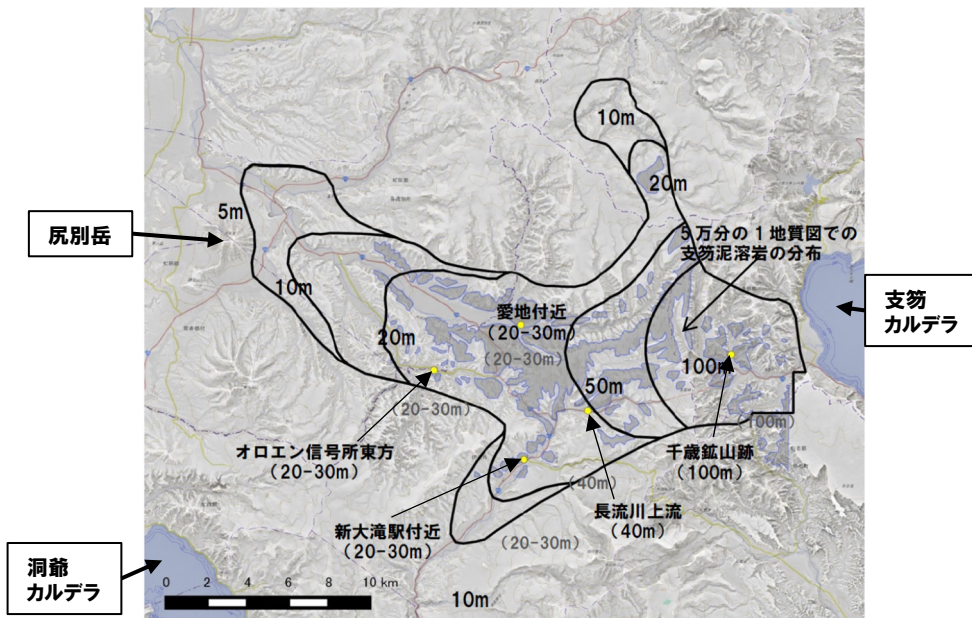 10m
20m
5m
尻別岳
5万分の1地質図での
支笏泥溶岩の分布
支笏
カルデラ
10m
愛地付近
(20-30m)
(20-30m)
20m
100m
50m
(20-30m)
(100m)
オロエン信号所東方
(20-30m)
千歳鉱山跡
(100m)
(40m)
長流川上流
(40m)
新大滝駅付近
(20-30m)
(20-30m)
洞爺
カルデラ
0 2 4 6 8 10 km
10m